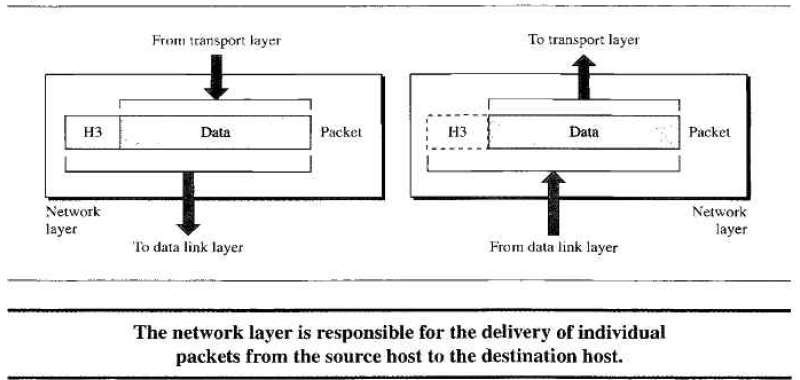 From transport layer
To transport layer
H3
Data
Packet
H3
Data
Packet
Network
layer
To data link layer
From data link layer
Network
layer
The network layer is responsible for the delivery of individual
packets from the source host to the destination host.